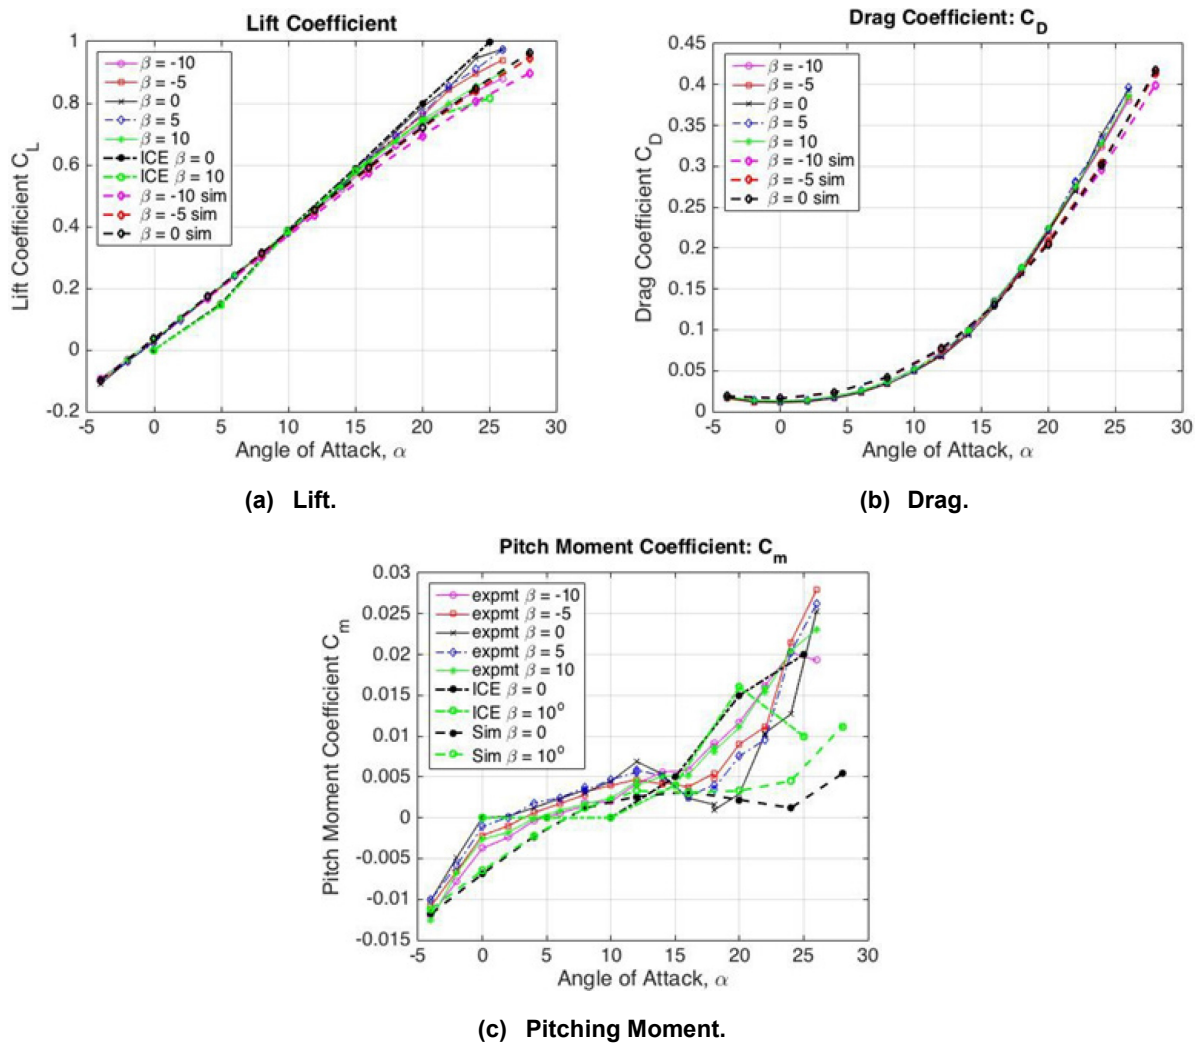 Lift Coefficient
Lift Coefficient C_L
1
0.8
0.6
0.4
0.2
0
-0.2
β = -10
β = -5
β = 0
β = 5
β = 10
ICE β = 0
ICE β = 10
β = -10 sim
β = -5 sim
β = 0 sim
-5 0 5 10 15 20 25 30
Angle of Attack, α
(a) Lift.
Drag Coefficient: C_D
Drag Coefficient C_D
0.45
0.4
0.35
0.3
0.25
0.2
0.15
0.1
0.05
0
β = -10
β = -5
β = 0
β = 5
β = 10
β = -10 sim
β = -5 sim
β = 0 sim
-5 0 5 10 15 20 25 30
Angle of Attack, α
(b) Drag.
Pitch Moment Coefficient: C_m
Pitch Moment Coefficient C_m
0.03
0.025
0.02
0.015
0.01
0.005
0
-0.005
-0.01
-0.015
expmt β = -10
expmt β = -5
expmt β = 0
expmt β = 5
expmt β = 10
ICE β = 0
ICE β = 10°
Sim β = 0
Sim β = 10°
-5 0 5 10 15 20 25 30
Angle of Attack, α
(c) Pitching Moment.